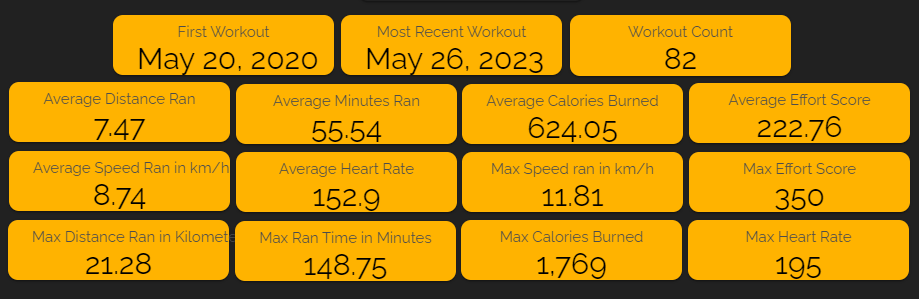 First Workout
May 20, 2020
Most Recent Workout
May 26, 2023
Workout Count
82
Average Distance Ran
7.47
Average Minutes Ran
55.54
Average Calories Burned
624.05
Average Effort Score
222.76
Average Speed Ran in km/h
8.74
Average Heart Rate
152.9
Max Speed ran in km/h
11.81
Max Effort Score
350
Max Distance Ran in Kilomete
21.28
Max Ran Time in Minutes
148.75
Max Calories Burned
1,769
Max Heart Rate
195